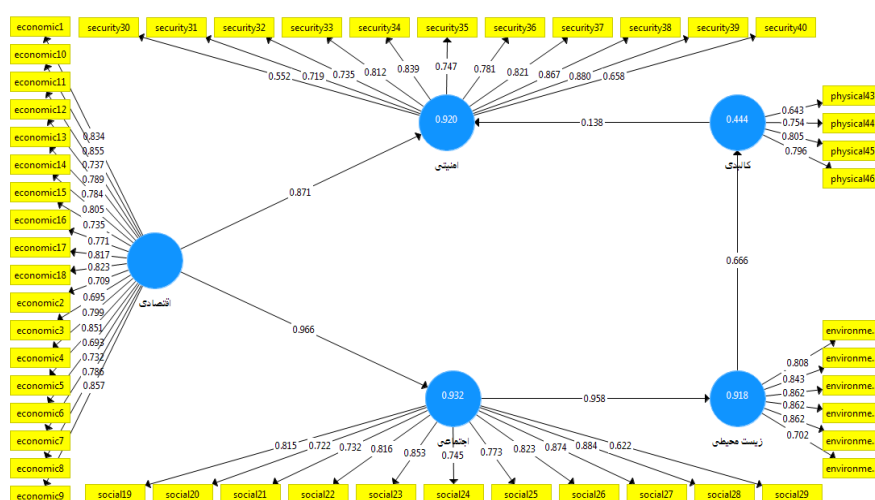 economic1
security30 security31 security32 security33 security34 security35 security36 security37 security38 security39 security40
economic10
economic11
economic12
economic13
economic14
economic15
economic16
economic17
economic18
economic2
economic3
economic4
economic5
economic6
economic7
economic8
economic9
0.552 0.719 0.735 0.812 0.839 0.747 0.781 0.821 0.867 0.880 0.658
0.920
امنیتی
0.138
0.444
کالبدی
0.643
0.754
0.805
0.796
physical43
physical44
physical45
physical46
0.834
0.855
0.737
0.789
0.784
0.805
0.735
0.771
0.817
0.823
0.709
0.695
0.799
0.851
0.693
0.732
0.786
0.857
اقتصادی
0.871
0.966
0.666
0.932
اجتماعی
0.958
0.918
زیست محیطی
0.808
0.843
0.862
0.862
0.862
0.702
environme.
environme.
environme.
environme.
environme.
environme.
0.815 0.722 0.732 0.816 0.853 0.745 0.773 0.823 0.874 0.884 0.622
social19 social20 social21 social22 social23 social24 social25 social26 social27 social28 social29